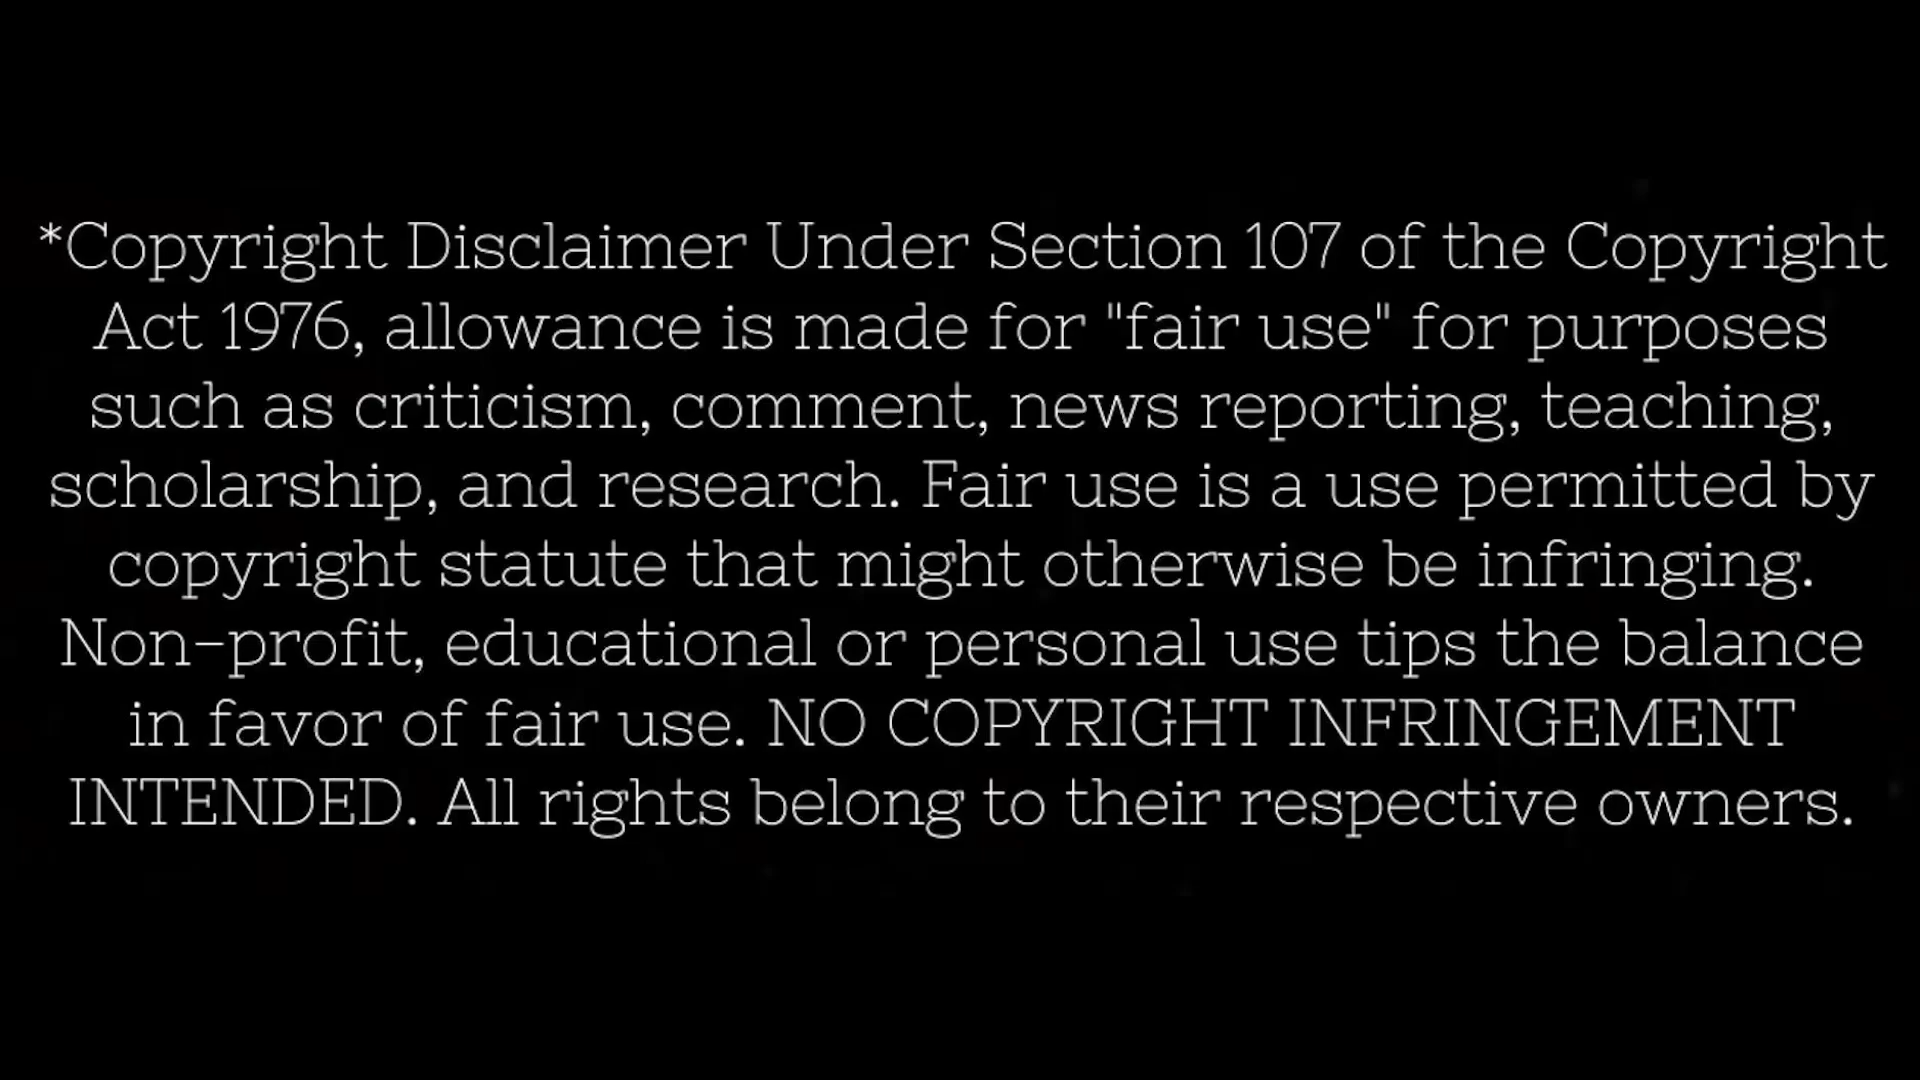 *Copyright Disclaimer Under Section 107 of the Copyright
Act 1976, allowance is made for "fair use" for purposes
such as criticism, comment, news reporting, teaching,
scholarship, and research. Fair use is a use permitted by
copyright statute that might otherwise be infringing.
Non-profit, educational or personal use tips the balance
in favor of fair use. NO COPYRIGHT INFRINGEMENT
INTENDED. All rights belong to their respective owners.